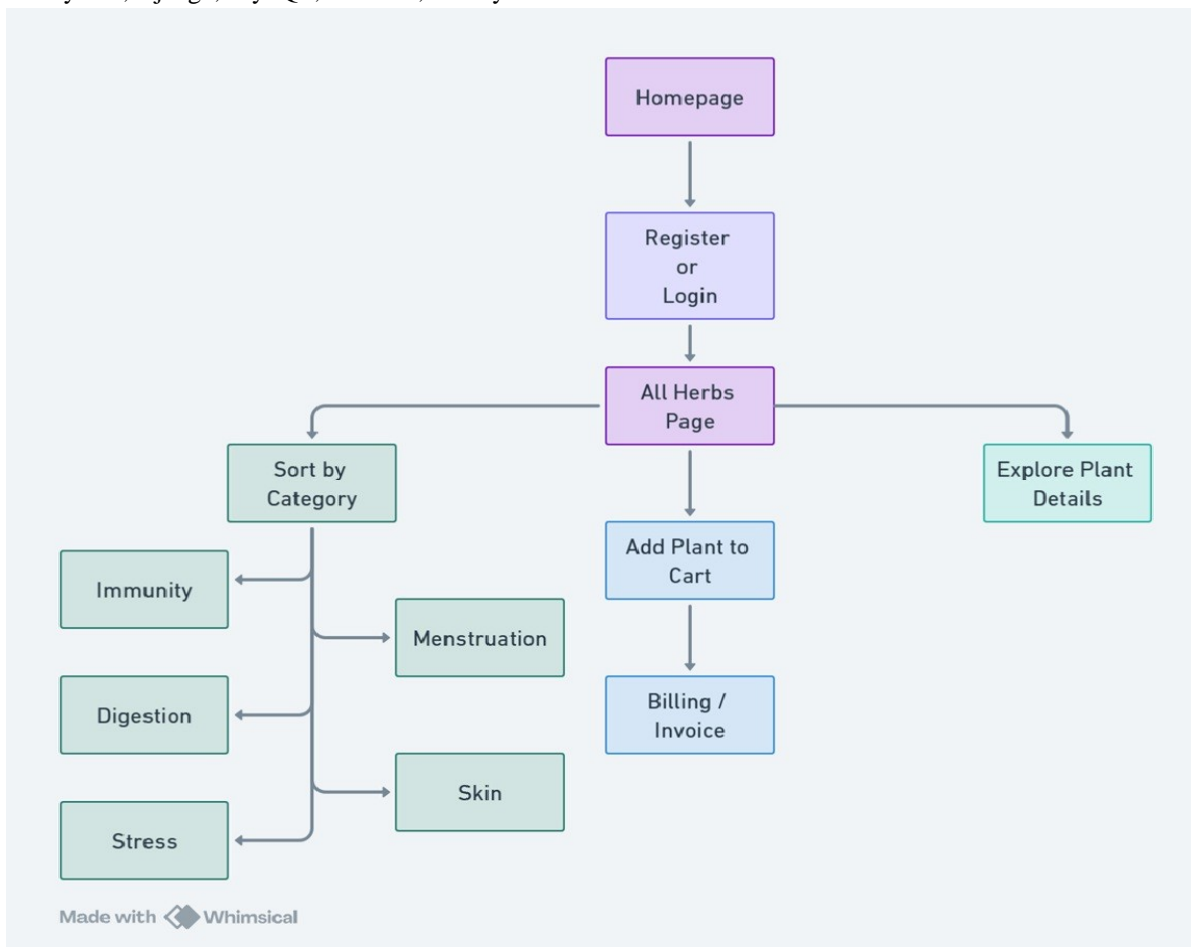 Homepage
Register
or
Login
All Herbs
Page
Sort by
Category
Explore Plant
Details
Add Plant to
Cart
Immunity
Menstruation
Digestion
Billing /
Invoice
Skin
Stress
Made with Whimsical